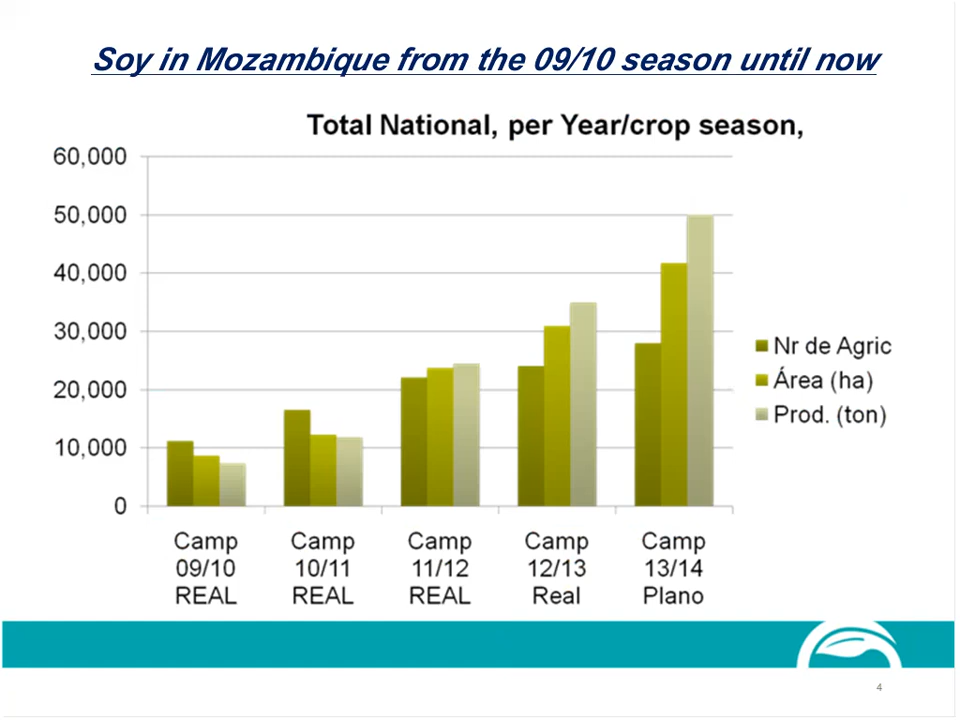 Soy in Mozambique from the 09/10 season until now
Total National, per Year/crop season,
60,000
50,000
40,000
30,000
20,000
10,000
0
Nr de Agric
Área (ha)
Prod. (ton)
Camp 09/10 REAL
Camp 10/11 REAL
Camp 11/12 REAL
Camp 12/13 Real
Camp 13/14 Plano
4